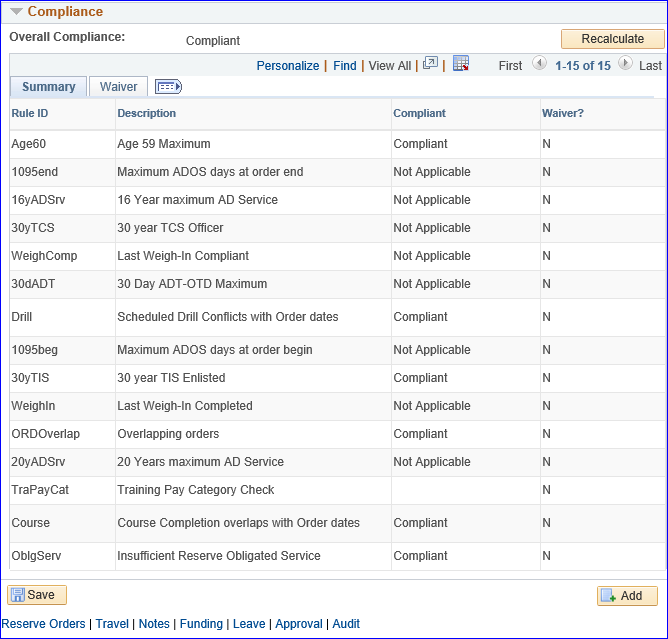 Compliance
Overall Compliance: Compliant Recalculate
Personalize | Find | View All | | First 1-15 of 15 Last
Summary Waiver
Rule ID Description Compliant Waiver?
Age60 Age 59 Maximum Compliant N
1095end Maximum ADOS days at order end Not Applicable N
16yADSrv 16 Year maximum AD Service Not Applicable N
30yTCS 30 year TCS Officer Not Applicable N
WeighComp Last Weigh-In Compliant Not Applicable N
30dADT 30 Day ADT-OTD Maximum Not Applicable N
Drill Scheduled Drill Conflicts with Order dates Compliant N
1095beg Maximum ADOS days at order begin Not Applicable N
30yTIS 30 year TIS Enlisted Compliant N
WeighIn Last Weigh-In Completed Not Applicable N
ORDOverlap Overlapping orders Compliant N
20yADSrv 20 Years maximum AD Service Not Applicable N
TraPayCat Training Pay Category Check N
Course Course Completion overlaps with Order dates Compliant N
OblgServ Insufficient Reserve Obligated Service Compliant N
Save Add
Reserve Orders | Travel | Notes | Funding | Leave | Approval | Audit